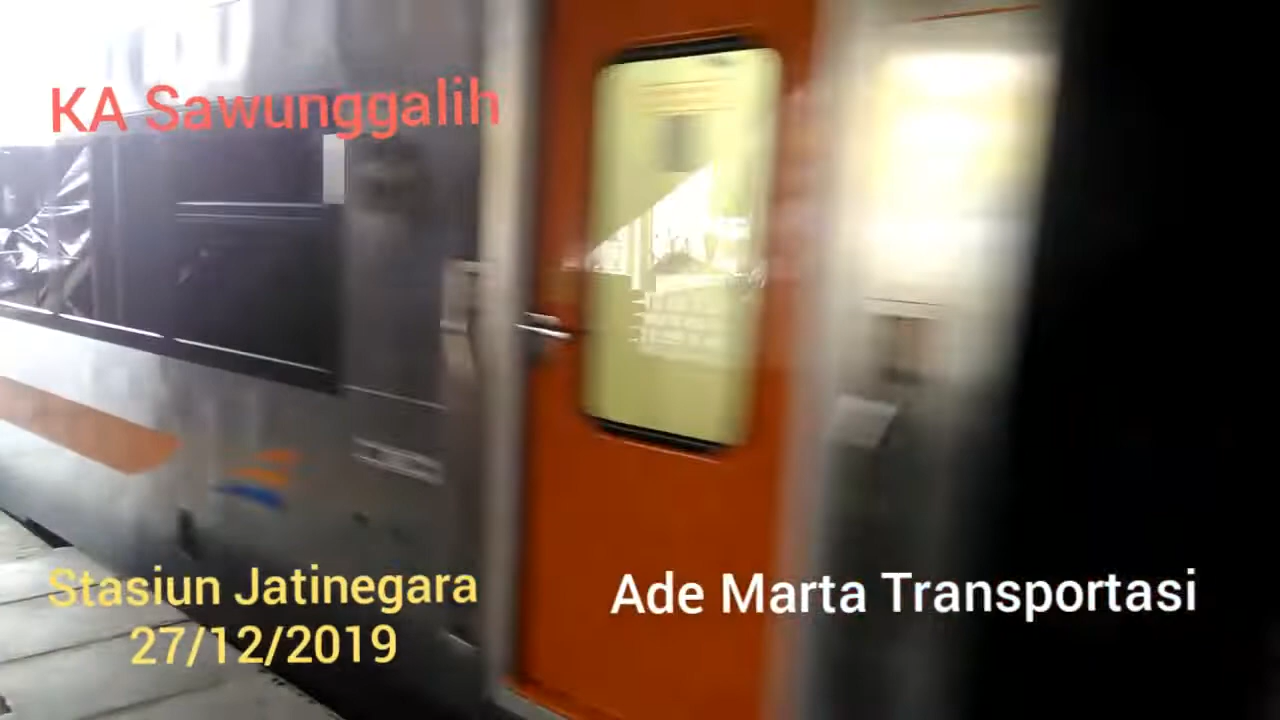 KA Sawunggalih
Stasiun Jatinegara
27/12/2019
Ade Marta Transportasi